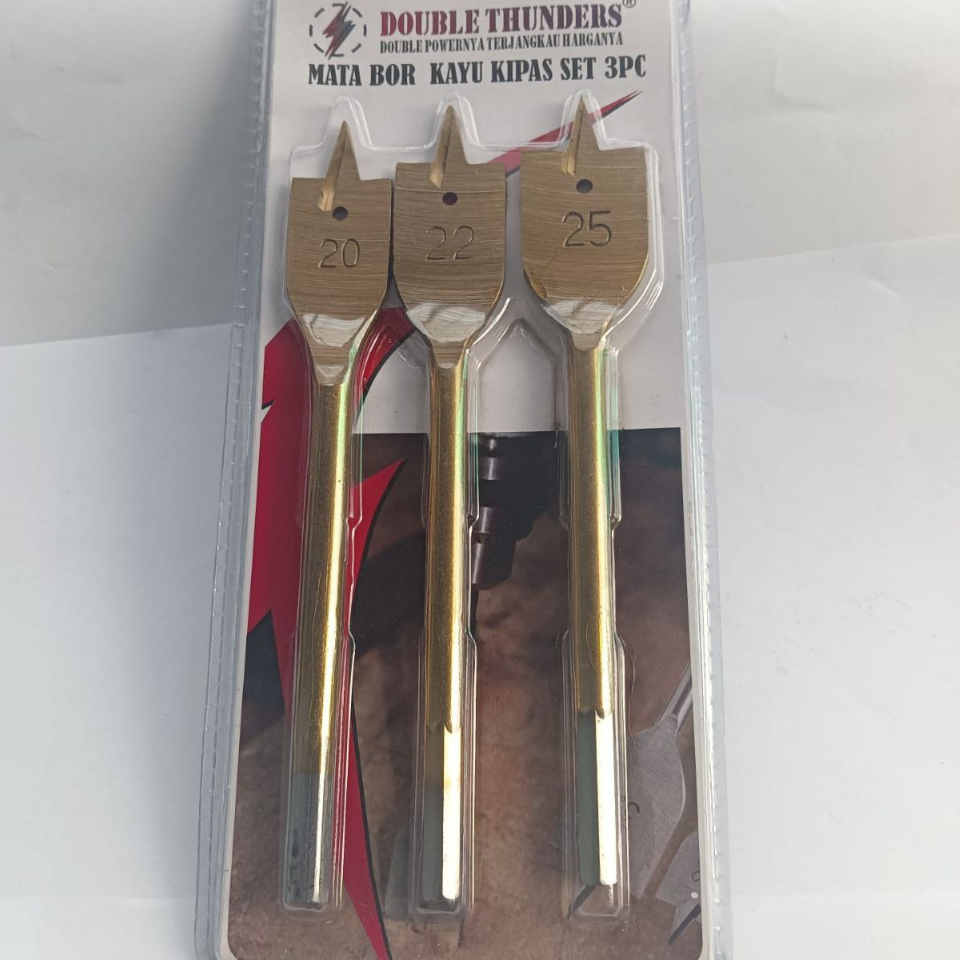 DOUBLE THUNDERS®
DOUBLE POWERNYA TERJANGKAU HARGANYA
MATA BOR KAYU KIPAS SET 3PC
20
22
25